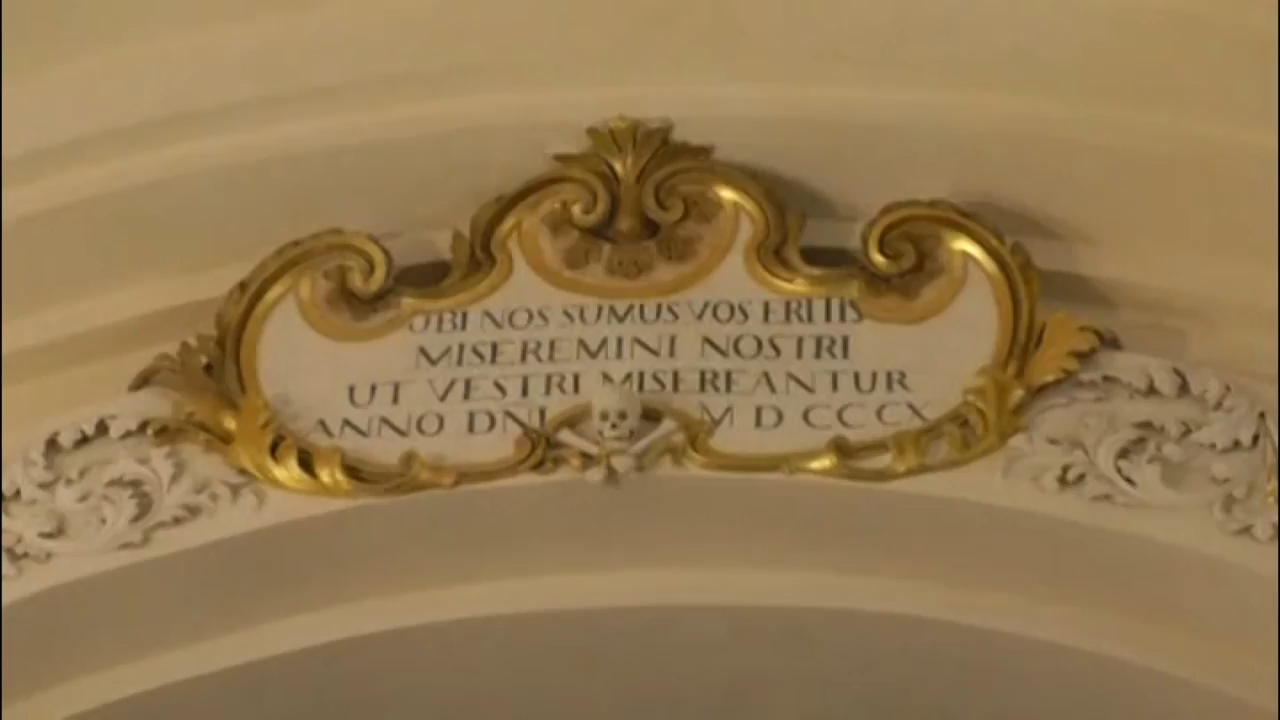 UBI NOS SUMUS VOS ERITIS
MISEREMINI NOSTRI
UT VESTRI MISEREANTUR
ANNO DNI M D CCCX